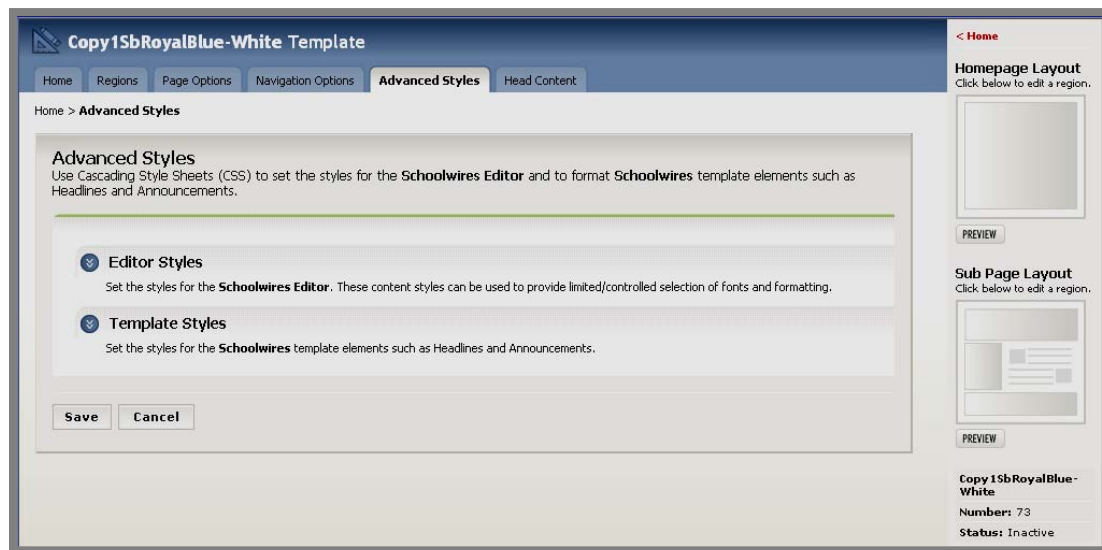 Copy1SbRoyalBlue-White Template
Home Regions Page Options Navigation Options Advanced Styles Head Content
Home > Advanced Styles
Advanced Styles
Use Cascading Style Sheets (CSS) to set the styles for the Schoolwires Editor and to format Schoolwires template elements such as
Headlines and Announcements.
Editor Styles
Set the styles for the Schoolwires Editor. These content styles can be used to provide limited/controlled selection of fonts and formatting.
Template Styles
Set the styles for the Schoolwires template elements such as Headlines and Announcements.
Save Cancel
< Home
Homepage Layout
Click below to edit a region.
PREVIEW
Sub Page Layout
Click below to edit a region.
PREVIEW
Copy1SbRoyalBlue-
White
Number: 73
Status: Inactive